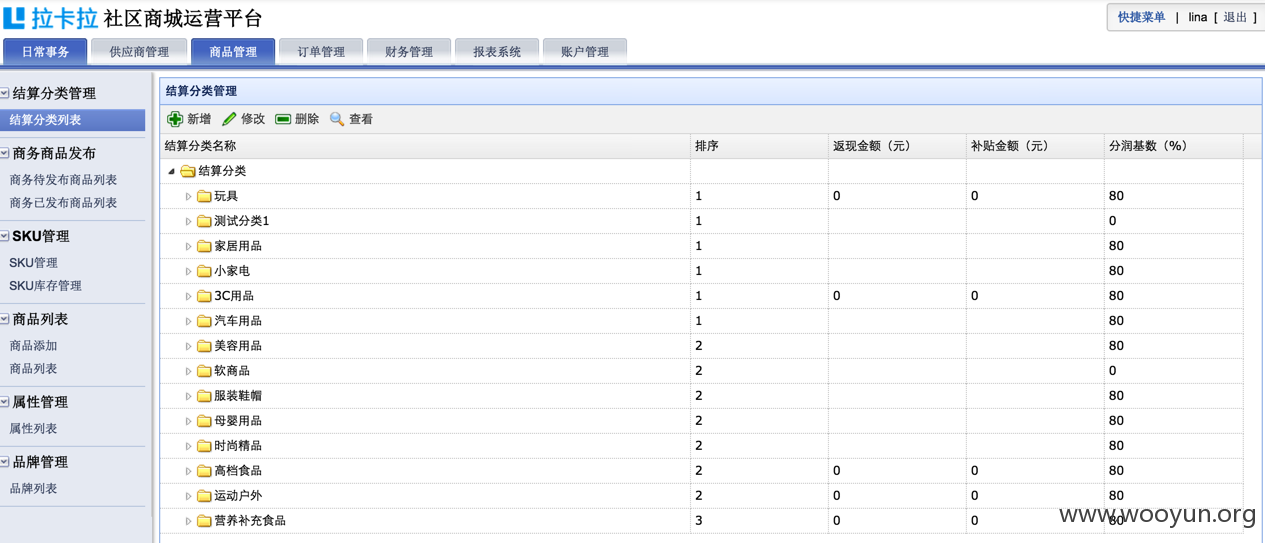 拉卡拉 社区商城运营平台
快捷菜单 | lina [ 退出 ]
日常事务 供应商管理 商品管理 订单管理 财务管理 报表系统 账户管理
结算分类管理
结算分类列表
商务商品发布
商务待发布商品列表
商务已发布商品列表
SKU管理
SKU管理
SKU库存管理
商品列表
商品添加
商品列表
属性管理
属性列表
品牌管理
品牌列表
结算分类管理
新增 修改 删除 查看
结算分类名称 排序 返现金额（元） 补贴金额（元） 分润基数（%）
结算分类
玩具 1 0 0 80
测试分类1 1 0
家居用品 1 80
小家电 1 80
3C用品 1 0 0 80
汽车用品 1 80
美容用品 2 80
软商品 2 0
服装鞋帽 2 80
母婴用品 2 80
时尚精品 2 80
高档食品 2 0 0 80
运动户外 2 0 0 80
营养补充食品 3 0 0 80
www.wooyun.org